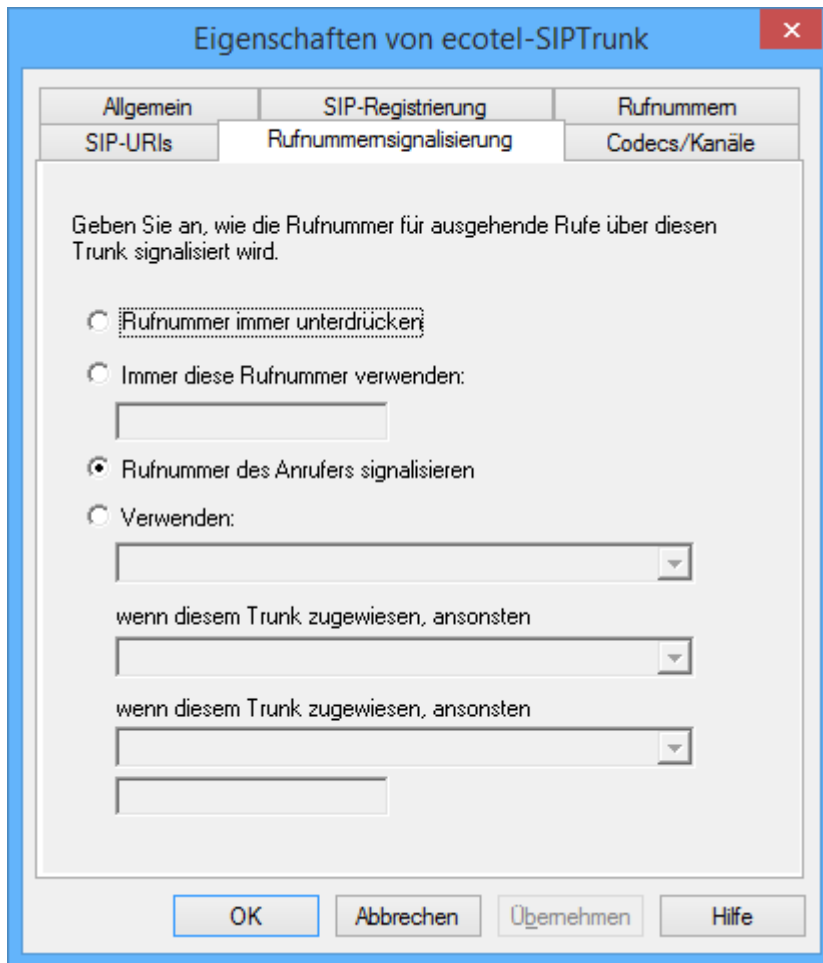 Eigenschaften von ecotel-SIPTrunk
Allgemein
SIP-Registrierung
Rufnummern
SIP-URIs
Rufnummernsignalisierung
Codecs/Kanäle
Geben Sie an, wie die Rufnummer für ausgehende Rufe über diesen
Trunk signalisiert wird.
Rufnummer immer unterdrücken
Immer diese Rufnummer verwenden:
Rufnummer des Anrufers signalisieren
Verwenden:
wenn diesem Trunk zugewiesen, ansonsten
wenn diesem Trunk zugewiesen, ansonsten
OK
Abbrechen
Übernehmen
Hilfe